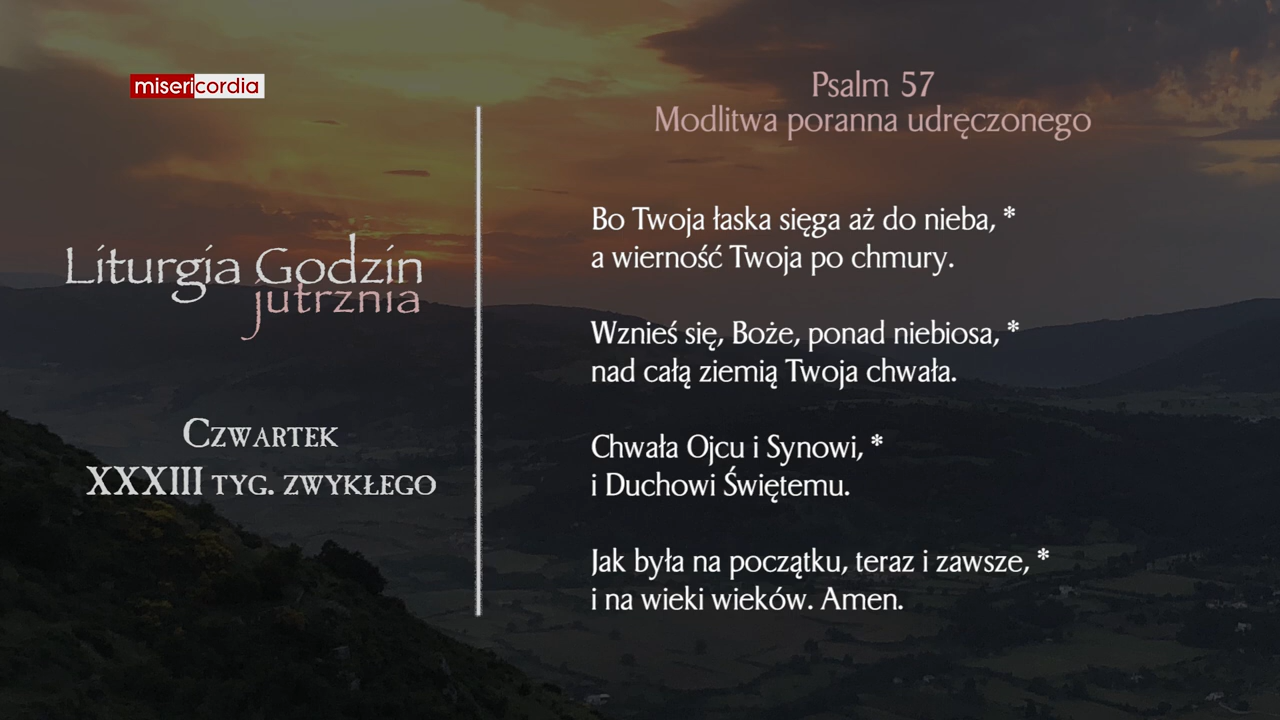 misericordia
Liturgia Godzin
jutrznia
Czwartek
XXXIII tyg. zwykłego
Psalm 57
Modlitwa poranna udręczonego
Bo Twoja łaska sięga aż do nieba, *
a wierność Twoja po chmury.
Wznieś się, Boże, ponad niebiosa, *
nad całą ziemią Twoja chwała.
Chwała Ojcu i Synowi, *
i Duchowi Świętemu.
Jak była na początku, teraz i zawsze, *
i na wieki wieków. Amen.